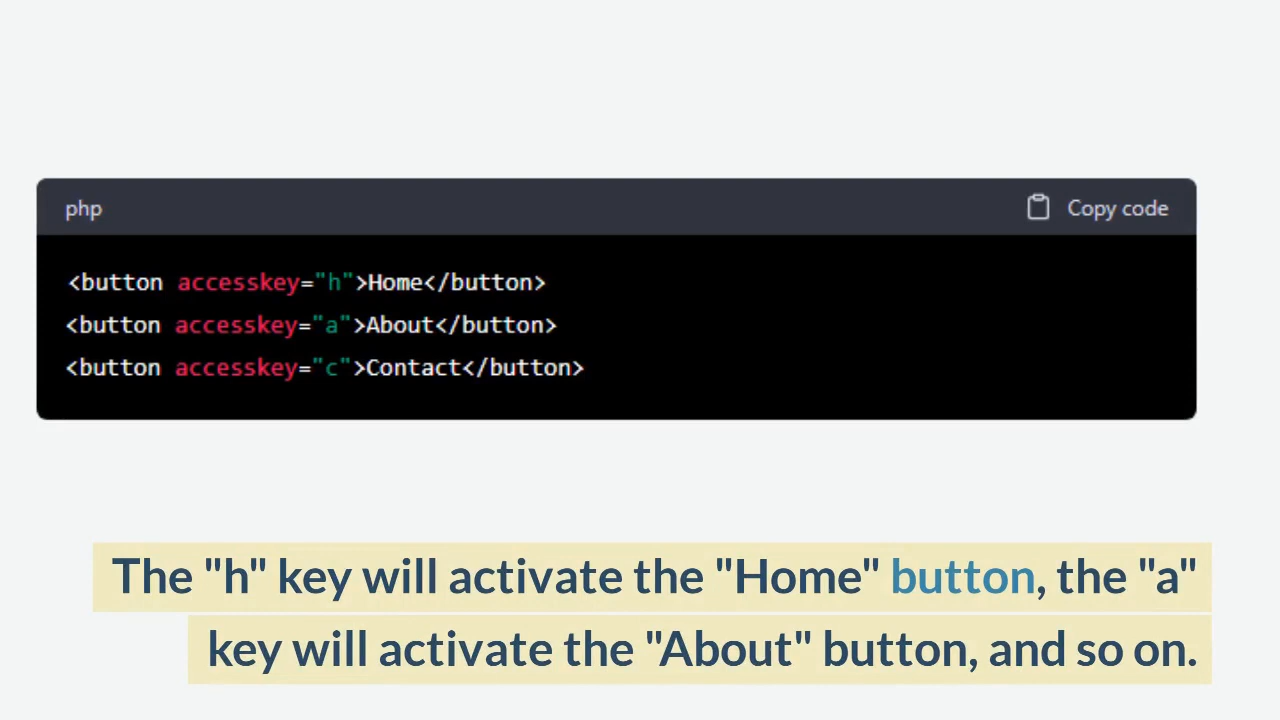 php
Copy code
<button accesskey="h">Home</button>
<button accesskey="a">About</button>
<button accesskey="c">Contact</button>
The "h" key will activate the "Home" button, the "a"
key will activate the "About" button, and so on.